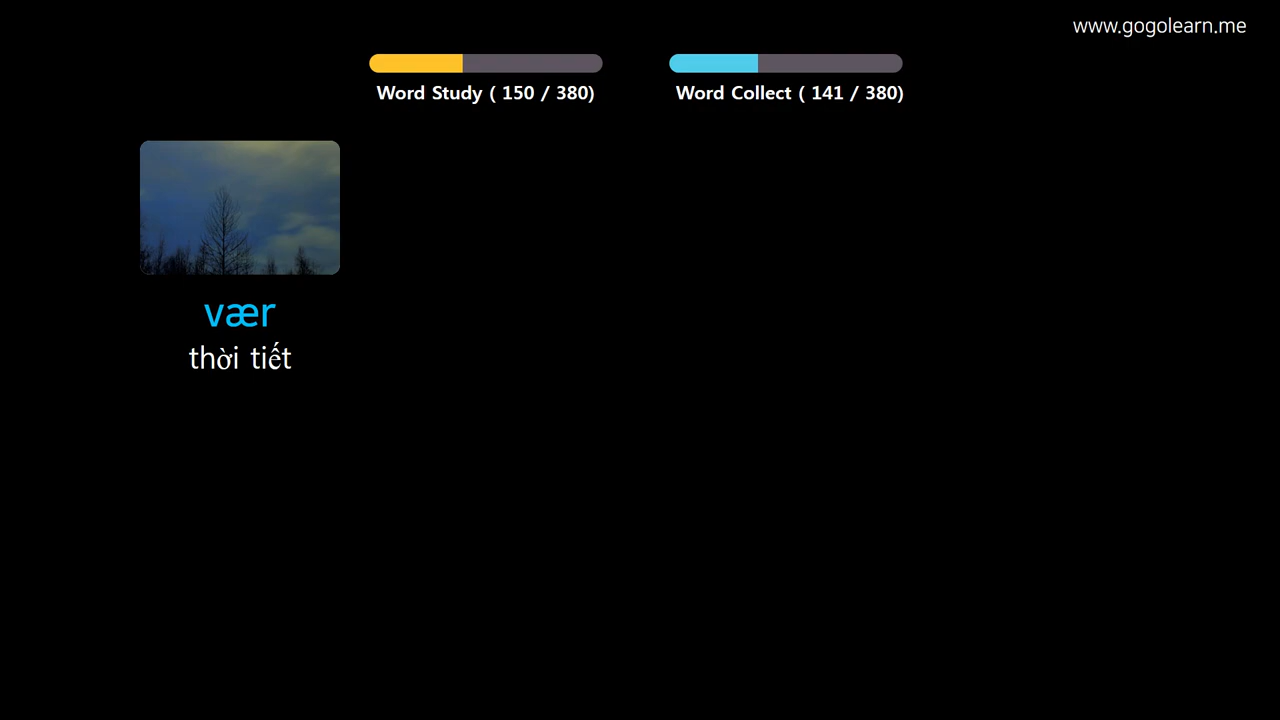 www.gogolearn.me
Word Study ( 150 / 380)
Word Collect ( 141 / 380)
vær
thời tiết